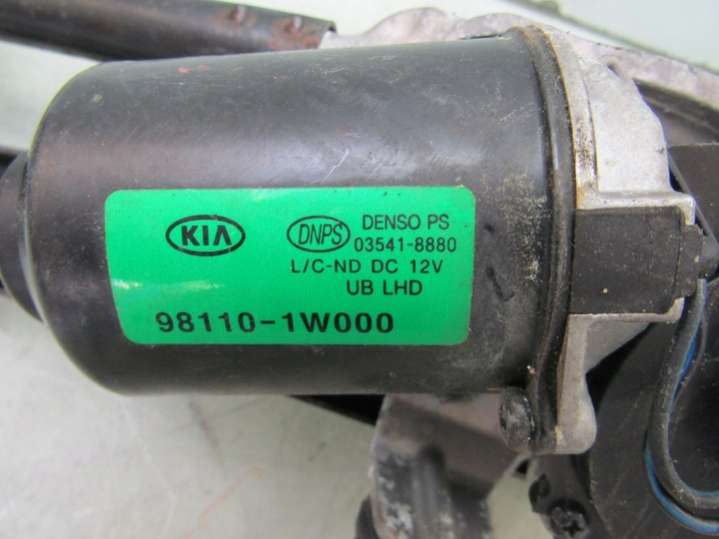 KIA
DNPS DENSO PS
03541-8880
L/C-ND DC 12V
UB LHD
98110-1W000